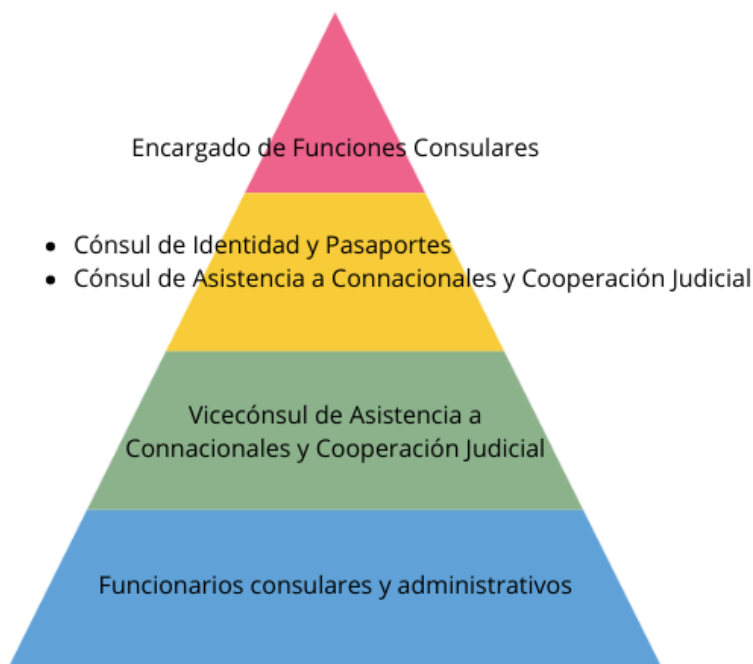 Encargado de Funciones Consulares
• Cónsul de Identidad y Pasaportes
• Cónsul de Asistencia a Connacionales y Cooperación Judicial
Vicecónsul de Asistencia a
Connacionales y Cooperación Judicial
Funcionarios consulares y administrativos